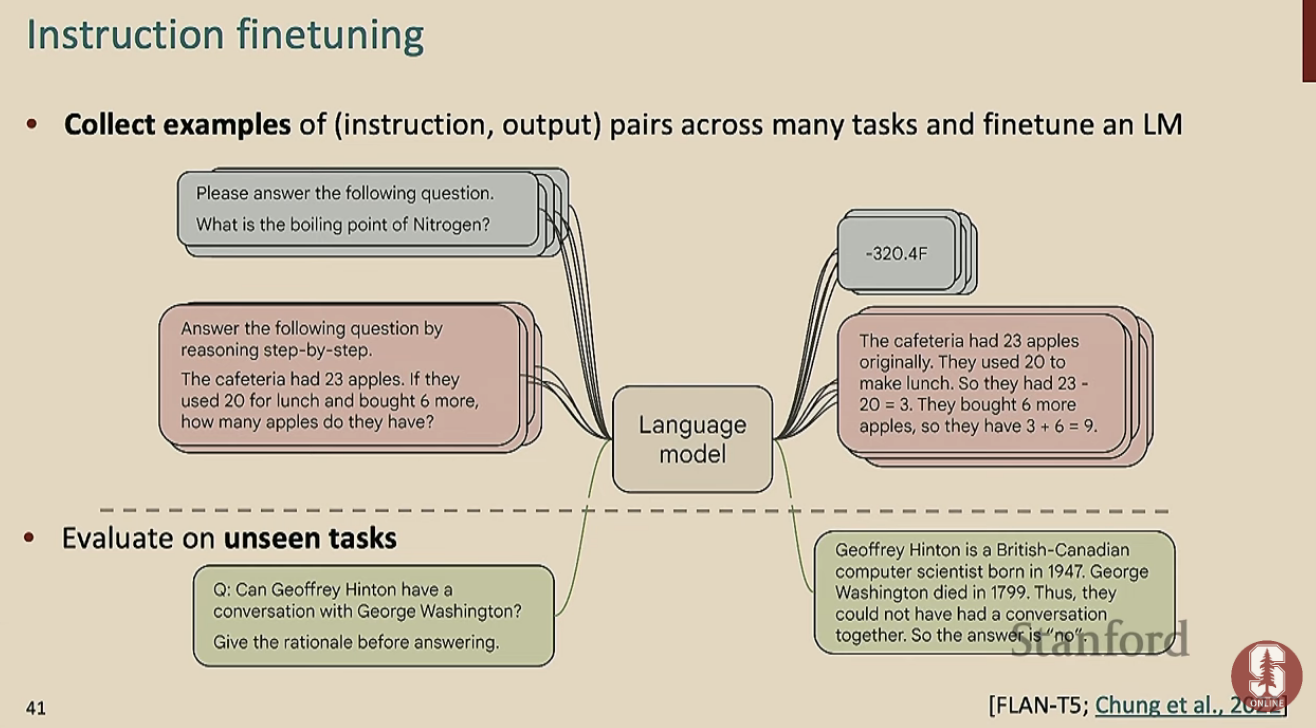 Instruction finetuning
• Collect examples of (instruction, output) pairs across many tasks and finetune an LM
Please answer the following question.
What is the boiling point of Nitrogen?
-320.4F
Answer the following question by
reasoning step-by-step.
The cafeteria had 23 apples. If they
used 20 for lunch and bought 6 more,
how many apples do they have?
Language
model
The cafeteria had 23 apples
originally. They used 20 to
make lunch. So they had 23 -
20 = 3. They bought 6 more
apples, so they have 3 + 6 = 9.
• Evaluate on unseen tasks
Q: Can Geoffrey Hinton have a
conversation with George Washington?
Give the rationale before answering.
Geoffrey Hinton is a British-Canadian
computer scientist born in 1947. George
Washington died in 1799. Thus, they
could not have had a conversation
together. So the answer is “no”.
Stanford
S
ONLINE
41
[FLAN-T5; Chung et al., 2022]